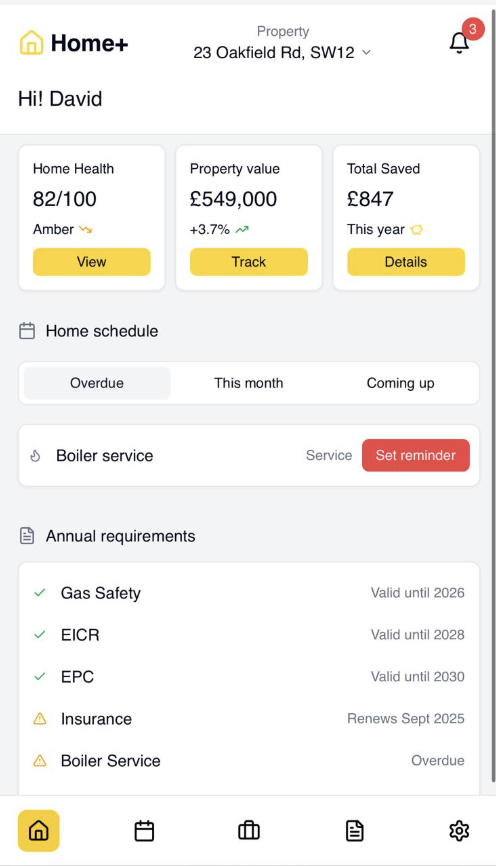 Home+
Property
23 Oakfield Rd, SW12
3
Hi! David
Home Health
82/100
Amber
View
Property value
£549,000
+3.7%
Track
Total Saved
£847
This year
Details
Home schedule
Overdue This month Coming up
Boiler service Service Set reminder
Annual requirements
Gas Safety Valid until 2026
EICR Valid until 2028
EPC Valid until 2030
Insurance Renews Sept 2025
Boiler Service Overdue